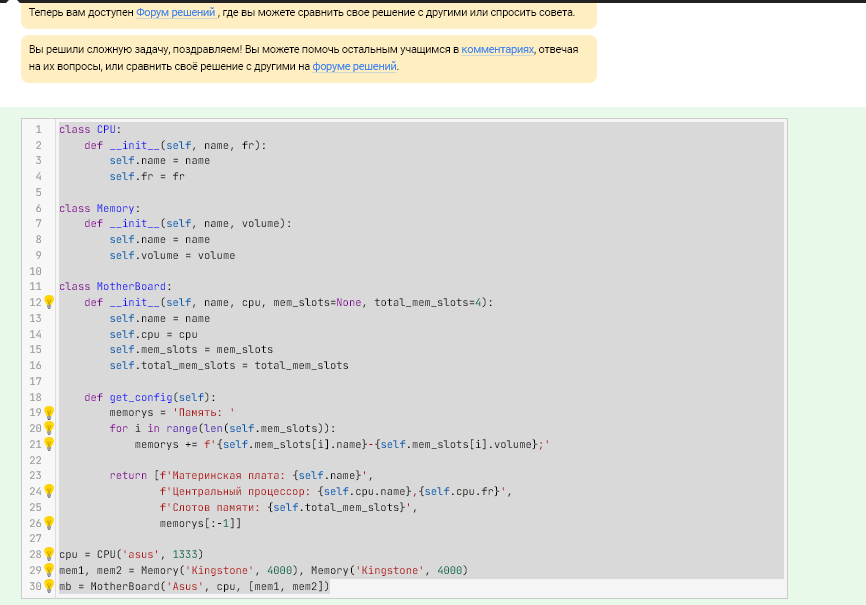 Теперь вам доступен Форум решений , где вы можете сравнить свое решение с другими или спросить совета.
Вы решили сложную задачу, поздравляем! Вы можете помочь остальным учащимся в комментариях, отвечая
на их вопросы, или сравнить своё решение с другими на форуме решений.
1 class CPU:
2     def __init__(self, name, fr):
3         self.name = name
4         self.fr = fr
5
6 class Memory:
7     def __init__(self, name, volume):
8         self.name = name
9         self.volume = volume
10
11 class MotherBoard:
12     def __init__(self, name, cpu, mem_slots=None, total_mem_slots=4):
13         self.name = name
14         self.cpu = cpu
15         self.mem_slots = mem_slots
16         self.total_mem_slots = total_mem_slots
17
18     def get_config(self):
19         memorys = 'Память: '
20         for i in range(len(self.mem_slots)):
21             memorys += f'{self.mem_slots[i].name}-{self.mem_slots[i].volume};'
22
23         return [f'Материнская плата: {self.name}',
24                 f'Центральный процессор: {self.cpu.name},{self.cpu.fr}',
25                 f'Слотов памяти: {self.total_mem_slots}',
26                 memorys[:-1]]
27
28 cpu = CPU('asus', 1333)
29 mem1, mem2 = Memory('Kingstone', 4000), Memory('Kingstone', 4000)
30 mb = MotherBoard('Asus', cpu, [mem1, mem2])